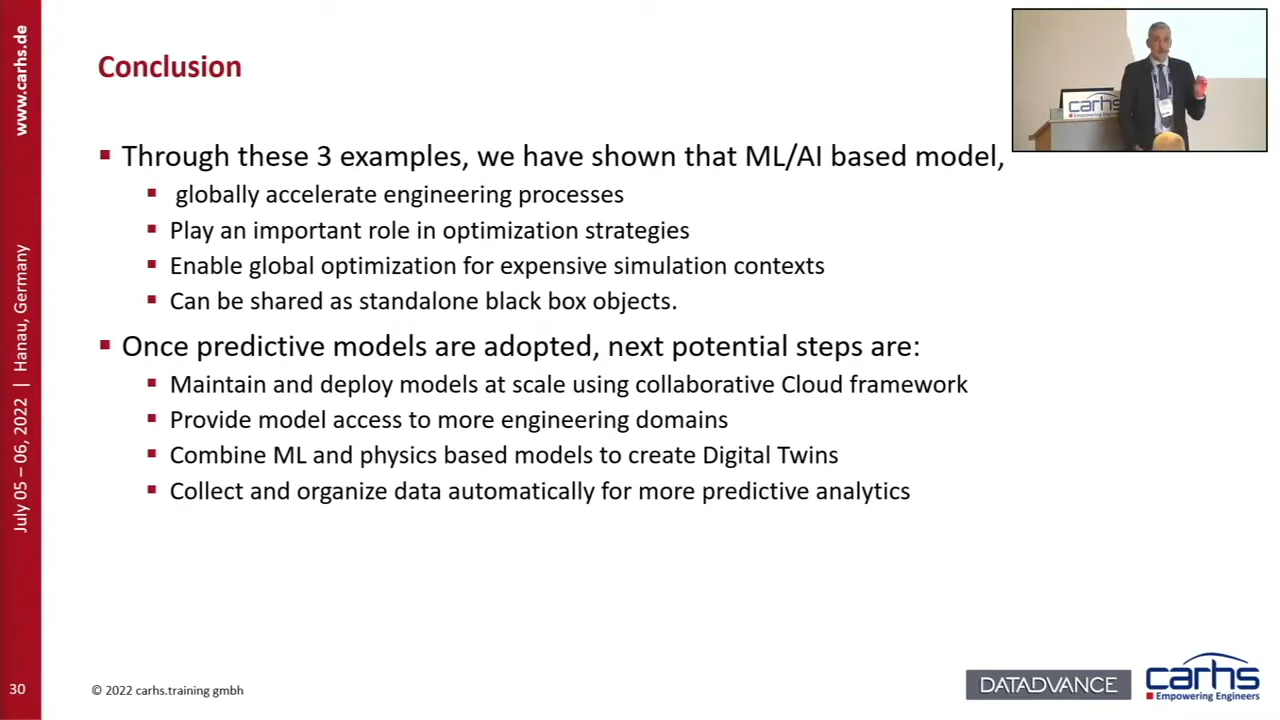 www.carhs.de
July 05 – 06, 2022 | Hanau, Germany
30
Conclusion
carhs
▪ Through these 3 examples, we have shown that ML/AI based model,
▪ globally accelerate engineering processes
▪ Play an important role in optimization strategies
▪ Enable global optimization for expensive simulation contexts
▪ Can be shared as standalone black box objects.
▪ Once predictive models are adopted, next potential steps are:
▪ Maintain and deploy models at scale using collaborative Cloud framework
▪ Provide model access to more engineering domains
▪ Combine ML and physics based models to create Digital Twins
▪ Collect and organize data automatically for more predictive analytics
© 2022 carhs.training gmbh
DATADVANCE
carhs
Empowering Engineers